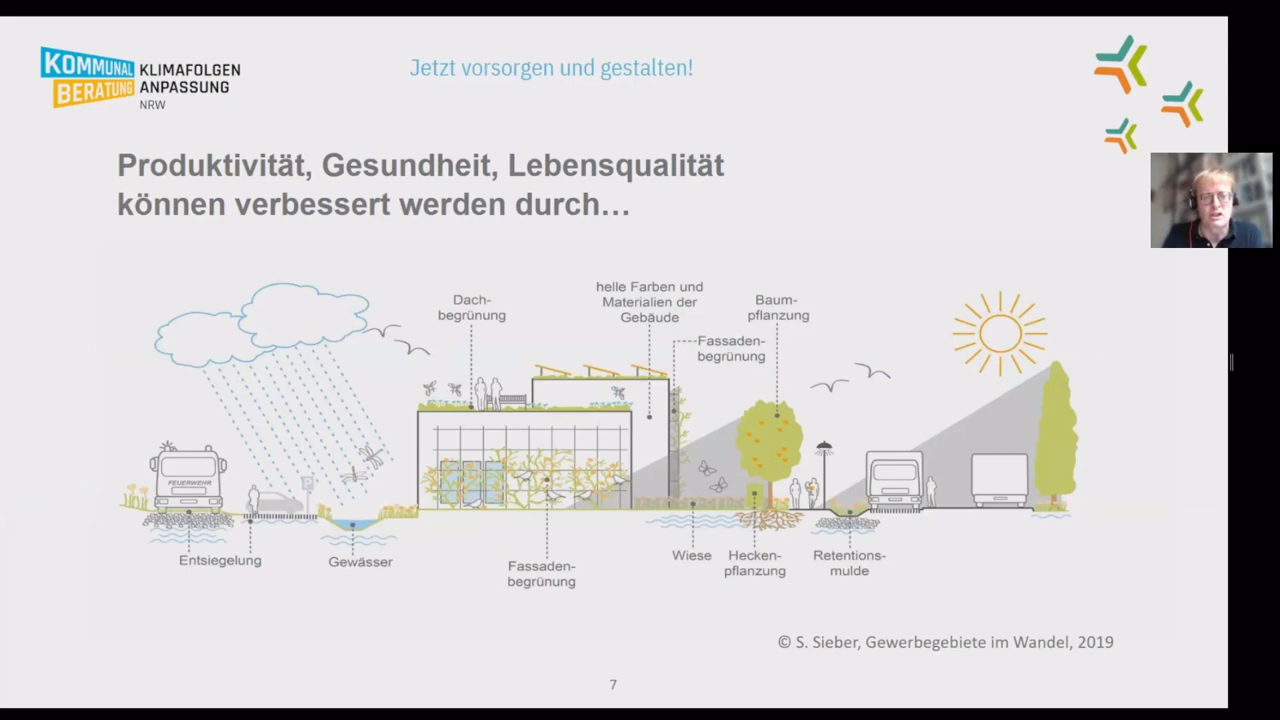 KOMMUNAL
BERATUNG
KLIMAFOLGEN
ANPASSUNG
NRW
Jetzt vorsorgen und gestalten!
Produktivität, Gesundheit, Lebensqualität
können verbessert werden durch...
Dach-
begrünung
helle Farben und
Materialien der
Gebäude
Baum-
pflanzung
Fassaden-
begrünung
FEUERWEHR
P
Entsiegelung
Gewässer
Fassaden-
begrünung
Wiese
Hecken-
pflanzung
Retentions-
mulde
© S. Sieber, Gewerbegebiete im Wandel, 2019
7